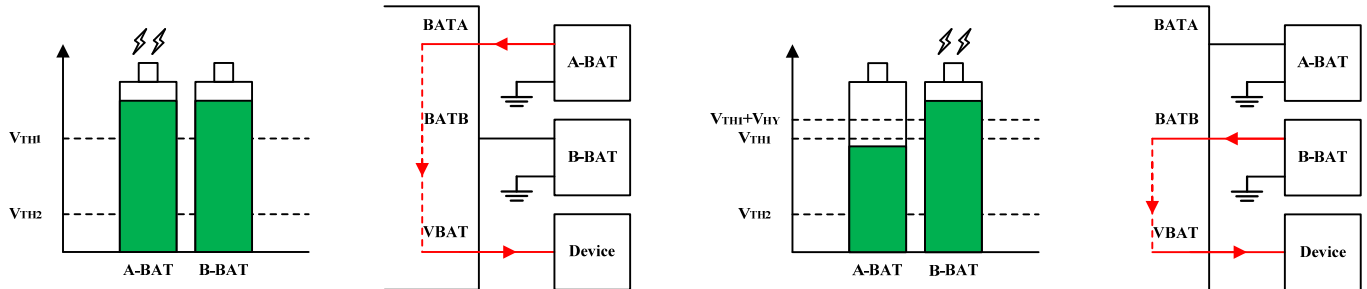 VTH1
VTH2
A-BAT
B-BAT
BATA
A-BAT
BATB
B-BAT
VBAT
Device
VTH1+VHY
VTH1
VTH2
A-BAT
B-BAT
BATA
A-BAT
BATB
B-BAT
VBAT
Device